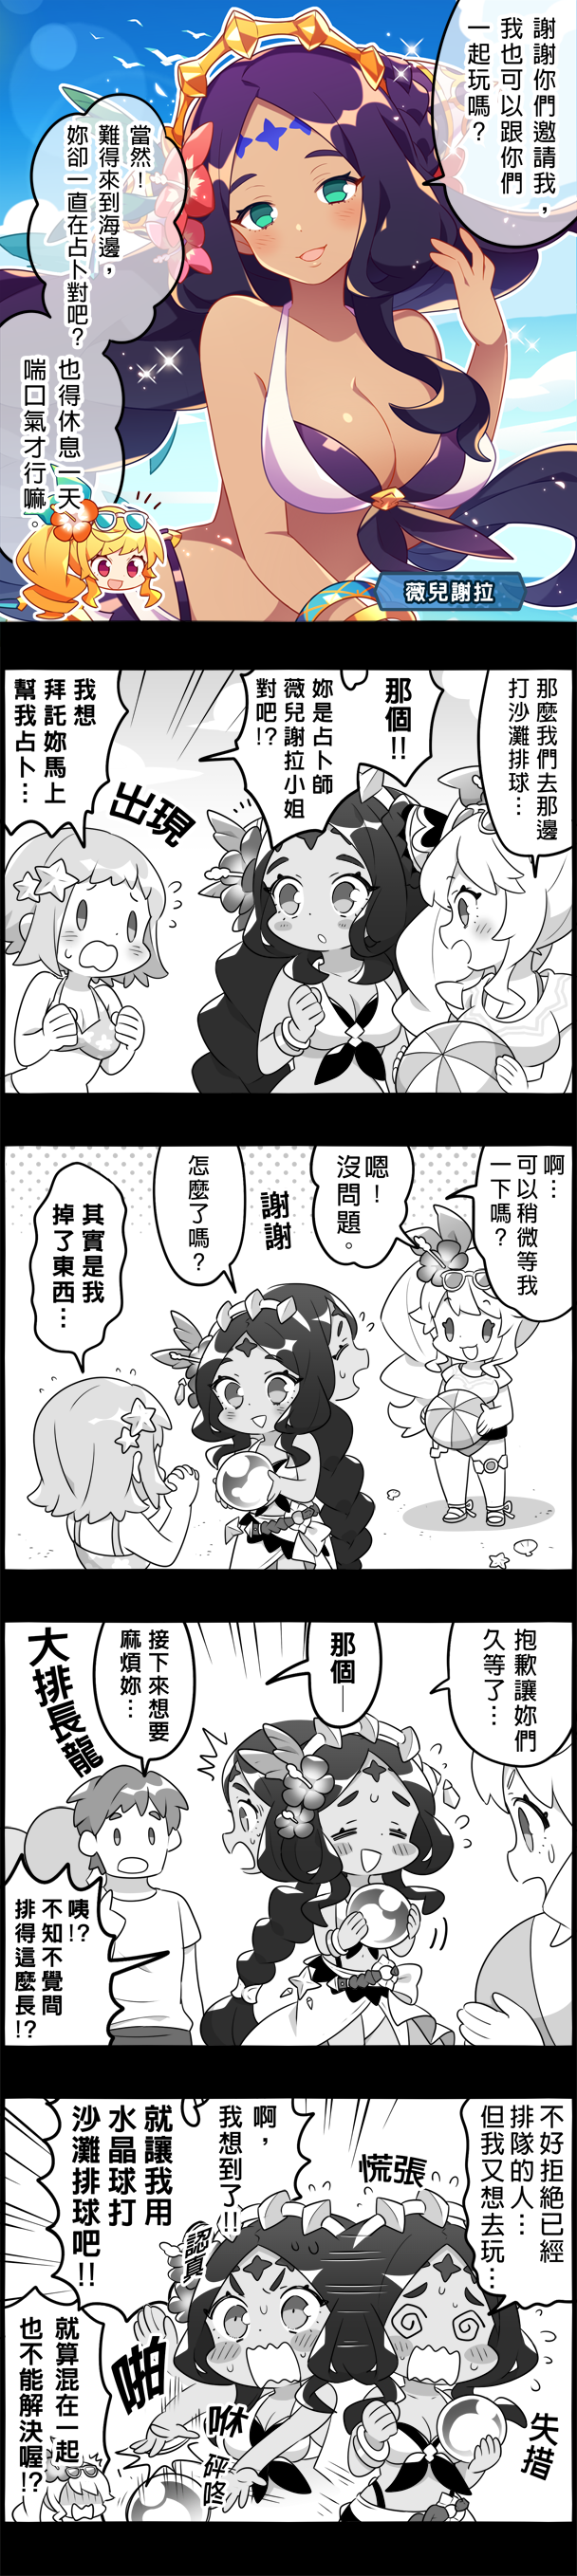 謝謝你們邀請我，
我也可以跟你們
一起玩嗎？
當然！
難得來到海邊，
妳卻一直在占卜對吧？
也得休息一天
喘口氣才行嘛。
薇兒謝拉
那麼我們去那邊
打沙灘排球…
那個!!
妳是占卜師
薇兒謝拉小姐
對吧!?
出現
我想
拜託妳馬上
幫我占卜…
啊…
可以稍微等我
一下嗎？
嗯！
沒問題。
謝謝
怎麼了嗎？
其實是我
掉了東西…
抱歉讓妳們
久等了…
那個—
接下來想要
麻煩妳…
大排長龍
咦!?
不知不覺間
排得這麼長!?
不好拒絕已經
排隊的人…
但我又想去玩…
慌張
失措
啊，
我想到了!!
認真
就讓我用
水晶球打
沙灘排球吧!!
啪
咻
砰咚
就算混在一起
也不能解決喔!?